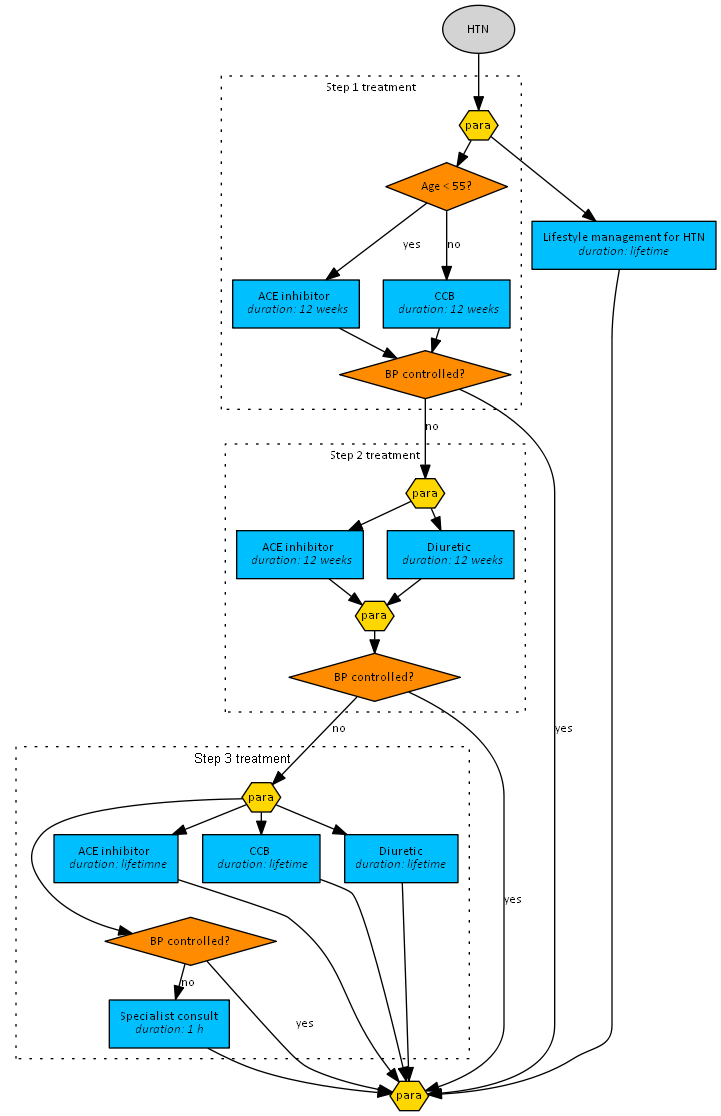 HTN
Step 1 treatment
para
Age < 55?
Lifestyle management for HTN
duration: lifetime
yes
no
ACE inhibitor
duration: 12 weeks
CCB
duration: 12 weeks
BP controlled?
no
Step 2 treatment
para
ACE inhibitor
duration: 12 weeks
Diuretic
duration: 12 weeks
para
BP controlled?
no
yes
Step 3 treatment
para
ACE inhibitor
duration: lifetimne
CCB
duration: lifetime
Diuretic
duration: lifetime
yes
BP controlled?
no
Specialist consult
duration: 1 h
yes
para